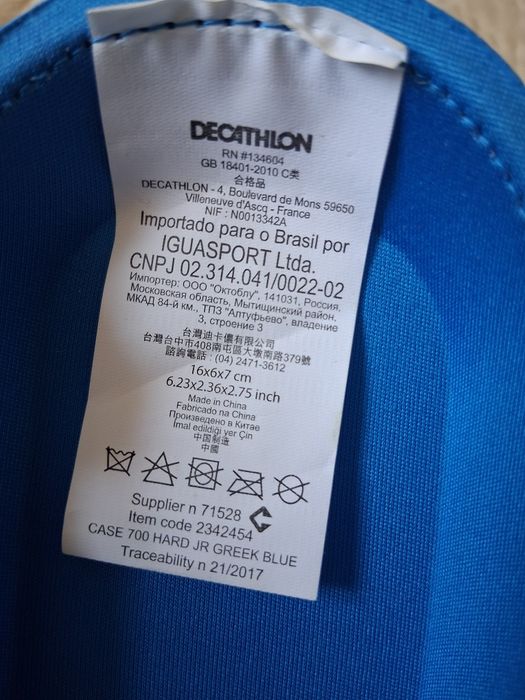 DECATHLON
RN #134604
GB 18401-2010 C类
合格品
DECATHLON - 4, Boulevard de Mons 59650
Villeneuve d'Ascq - France
NIF : N0013342A
Importado para o Brasil por
IGUASPORT Ltda.
CNPJ 02.314.041/0022-02
Импортер: ООО "Октоблу", 141031, Россия,
Московская область, Мытищинский район,
МКАД 84-й км., ТПЗ "Алтуфьево", владение
3, строение 3
台灣迪卡儂有限公司
台灣台中市408南屯區大墩南路379號
諮詢電話 : (04) 2471-3612
16x6x7 cm
6.23x2.36x2.75 inch
Made in China
Fabricado na China
Произведено в Китае
İmal edildiği yer Çin
中国制造
中國
Supplier n 71528
Item code 2342454
CASE 700 HARD JR GREEK BLUE
Traceability n 21/2017